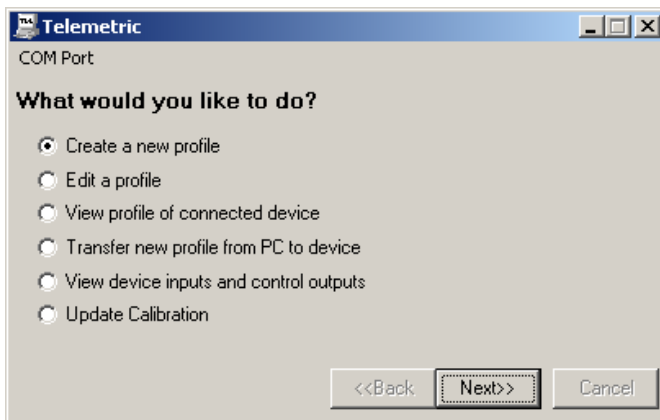 Telemetric
COM Port
What would you like to do?
Create a new profile
Edit a profile
View profile of connected device
Transfer new profile from PC to device
View device inputs and control outputs
Update Calibration
<<Back Next>> Cancel